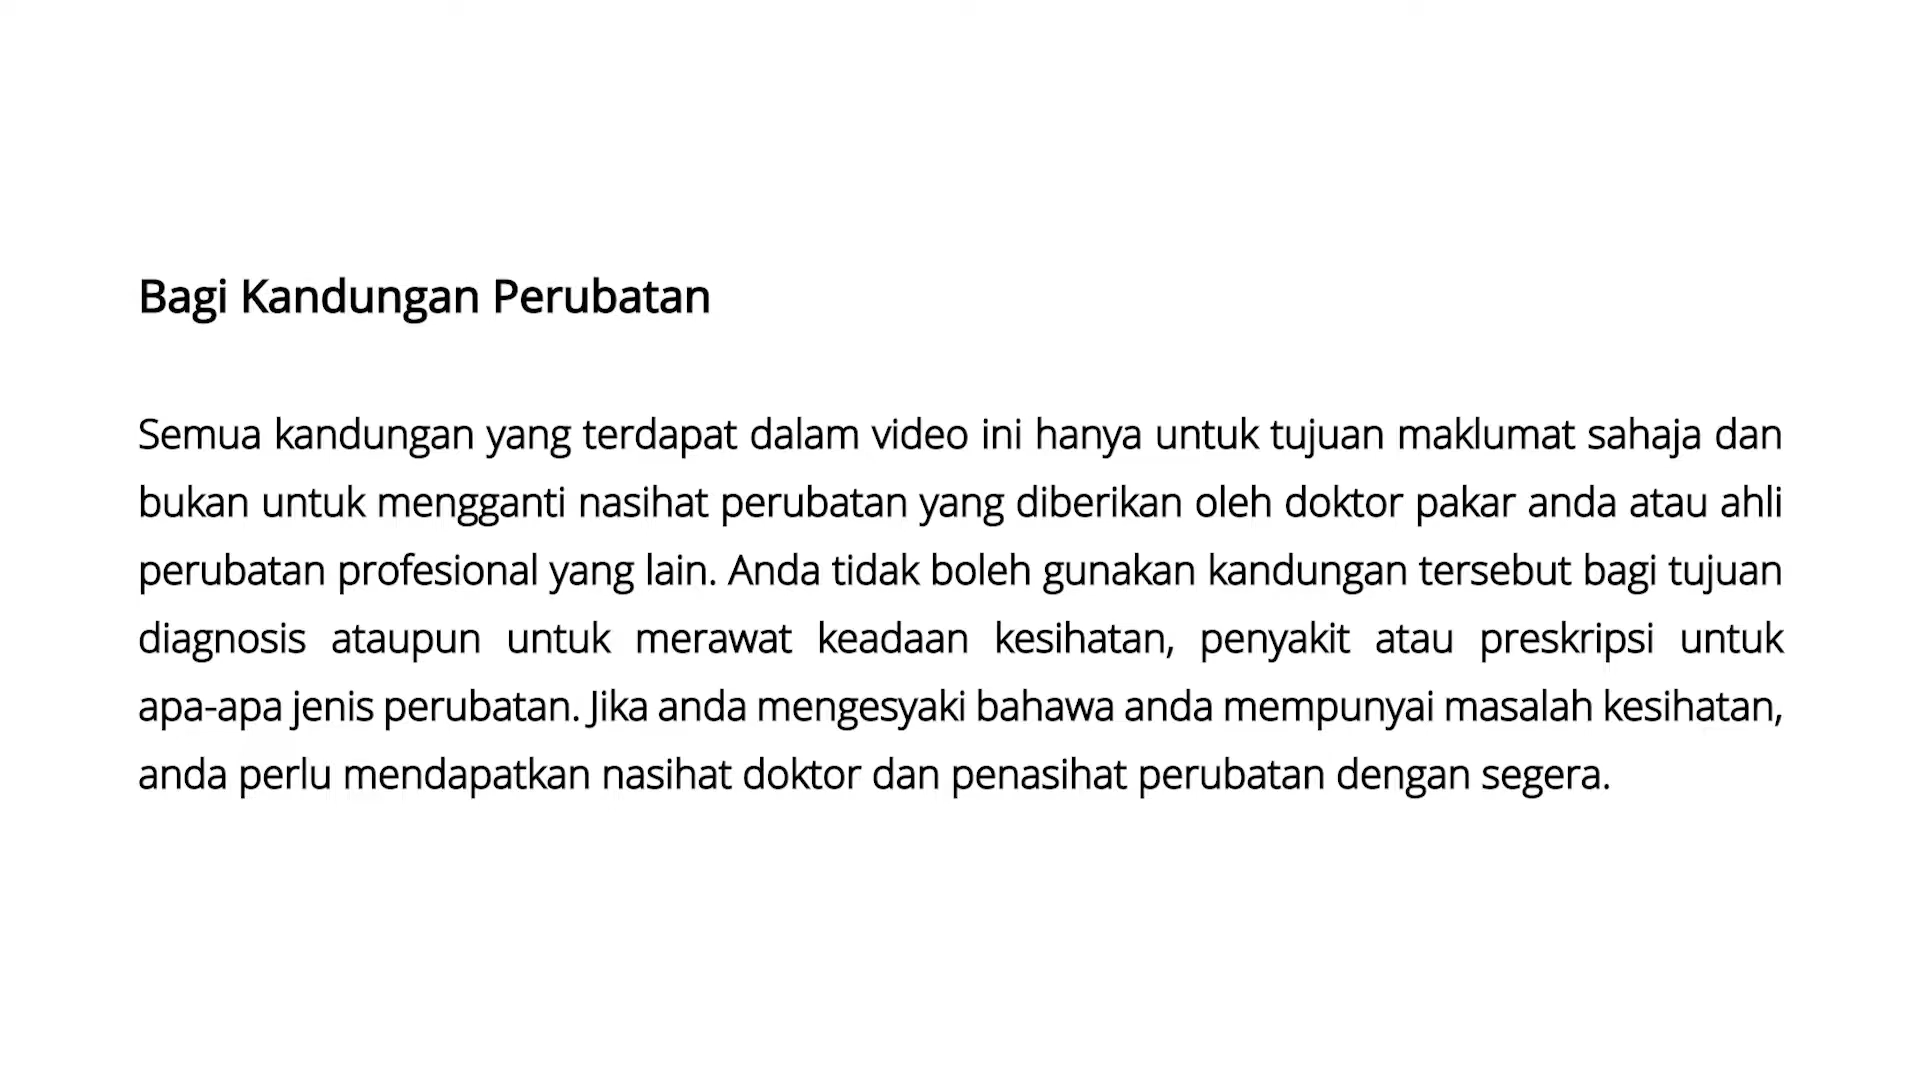 Bagi Kandungan Perubatan
Semua kandungan yang terdapat dalam video ini hanya untuk tujuan maklumat sahaja dan
bukan untuk mengganti nasihat perubatan yang diberikan oleh doktor pakar anda atau ahli
perubatan profesional yang lain. Anda tidak boleh gunakan kandungan tersebut bagi tujuan
diagnosis ataupun untuk merawat keadaan kesihatan, penyakit atau preskripsi untuk
apa-apa jenis perubatan. Jika anda mengesyaki bahawa anda mempunyai masalah kesihatan,
anda perlu mendapatkan nasihat doktor dan penasihat perubatan dengan segera.